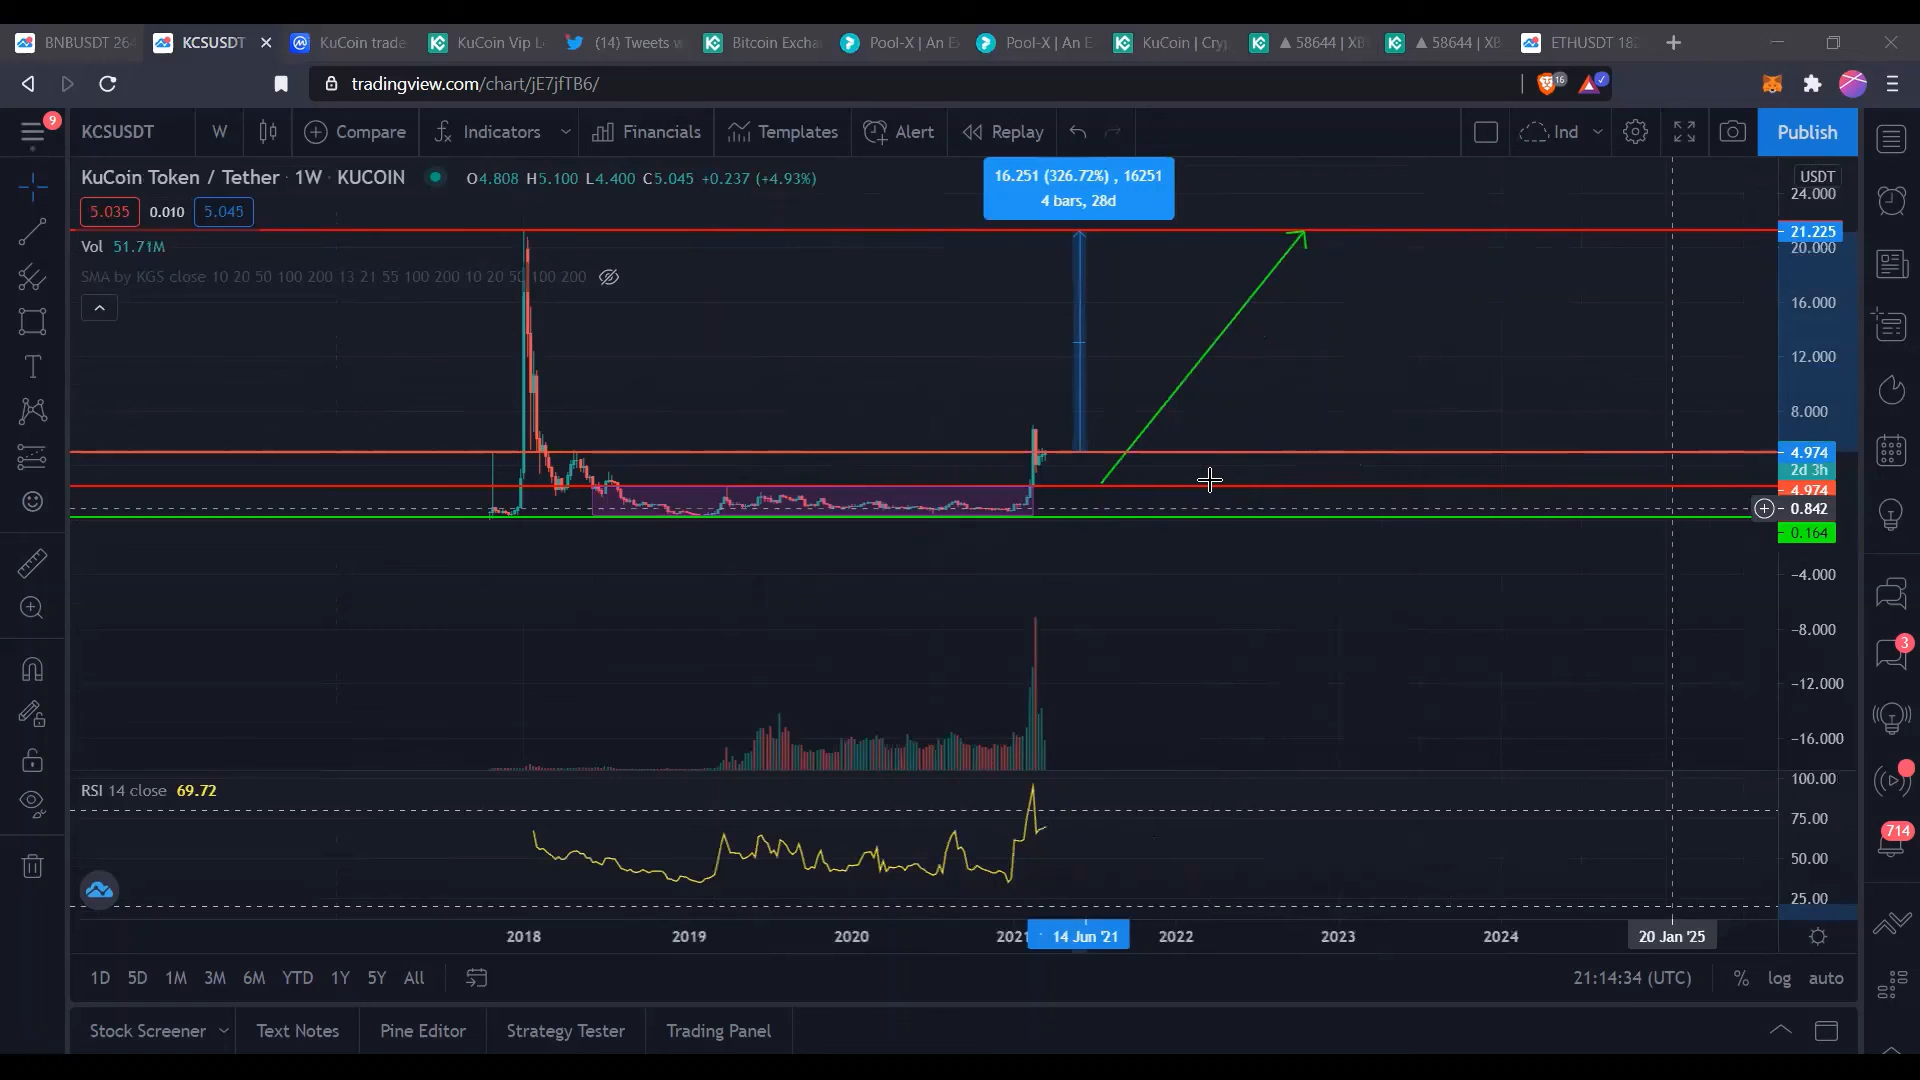 BNBUSDT 264
KCSUSDT
KuCoin trade
KuCoin Vip L
(14) Tweets w
Bitcoin Excha
Pool-X | An E
Pool-X | An E
KuCoin | Cryp
▲ 58644 | XB
▲ 58644 | XB
ETHUSDT 182
tradingview.com/chart/jE7jfTB6/
16
9
KCSUSDT
W
Compare
Indicators
Financials
Templates
Alert
Replay
Ind
Publish
KuCoin Token / Tether · 1W · KUCOIN
O4.808 H5.100 L4.400 C5.045 +0.237 (+4.93%)
5.035 0.010 5.045
Vol 51.71M
SMA by KGS close 10 20 50 100 200 13 21 55 100 200 10 20 50 100 200
16.251 (326.72%) , 16251
4 bars, 28d
USDT
24.000
21.225
20.000
16.000
12.000
8.000
4.974
2d 3h
4.974
0.842
0.164
-4.000
-8.000
-12.000
-16.000
RSI 14 close 69.72
100.00
75.00
50.00
25.00
3
714
2018
2019
2020
2021
14 Jun '21
2022
2023
2024
20 Jan '25
1D
5D
1M
3M
6M
YTD
1Y
5Y
All
21:14:34 (UTC)
%
log
auto
Stock Screener
Text Notes
Pine Editor
Strategy Tester
Trading Panel